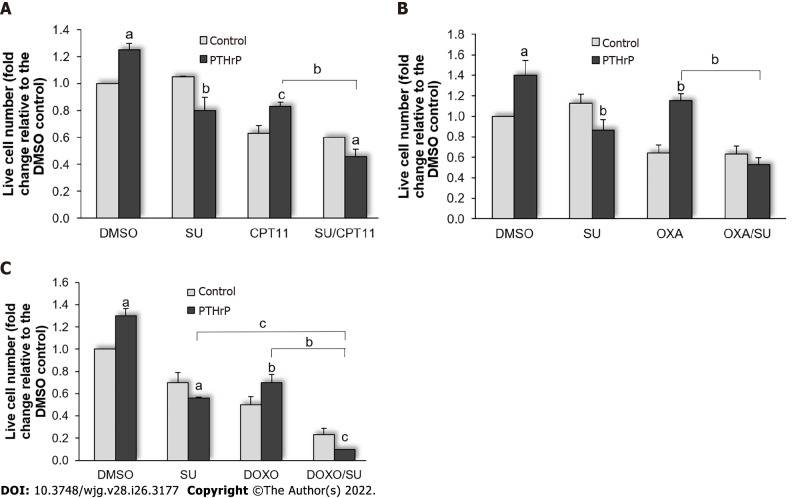 A
Live cell number (fold
change relative to the
DMSO control)
1.4
1.2
1.0
0.8
0.6
0.4
0.2
0.0
Control
PTHrP
a
b
c
b
a
DMSO SU CPT11 SU/CPT11
B
Live cell number (fold
change relative to the
DMSO control)
1.8
1.6
1.4
1.2
1.0
0.8
0.6
0.4
0.2
0.0
Control
PTHrP
a
b
b
b
DMSO SU OXA OXA/SU
C
Live cell number (fold
change relative to the
DMSO control)
1.6
1.4
1.2
1.0
0.8
0.6
0.4
0.2
0.0
Control
PTHrP
a
c
b
a
b
c
DMSO SU DOXO DOXO/SU
DOI: 10.3748/wjg.v28.i26.3177 Copyright ©The Author(s) 2022.